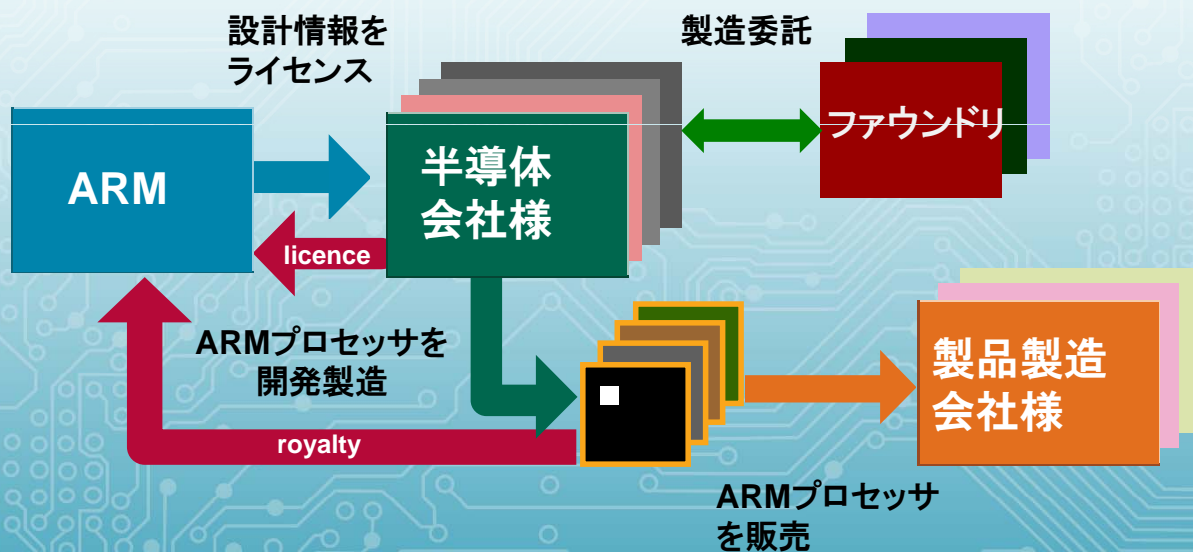 設計情報を
ライセンス
製造委託
ARM
半導体
会社様
ファウンドリ
licence
ARMプロセッサを
開発製造
製品製造
会社様
royalty
ARMプロセッサ
を販売